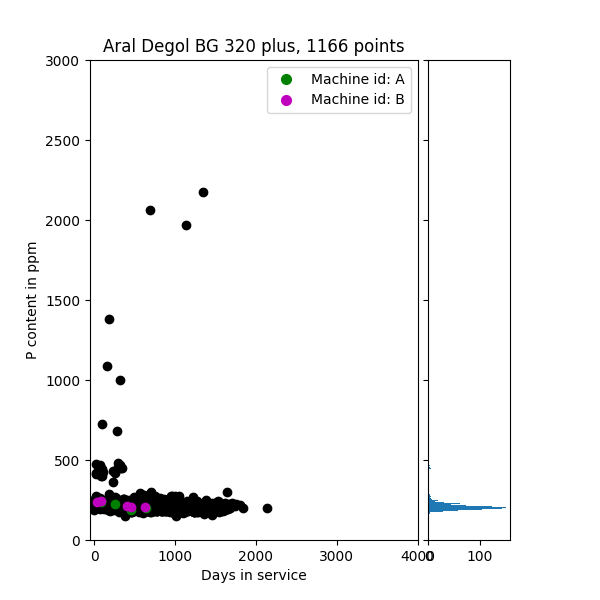 Aral Degol BG 320 plus, 1166 points
Machine id: A
Machine id: B
3000
2500
2000
1500
1000
500
0
P content in ppm
0 1000 2000 3000 4000 0 100
Days in service